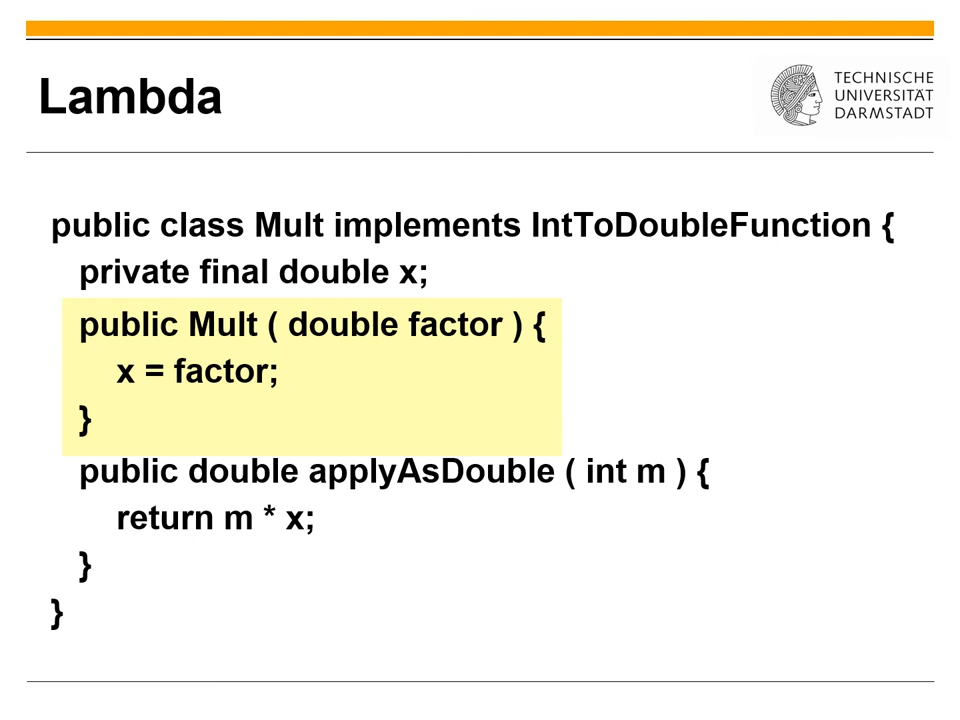 Lambda
TECHNISCHE
UNIVERSITÄT
DARMSTADT
public class Mult implements IntToDoubleFunction {
private final double x;
public Mult ( double factor ) {
x = factor;
}
public double applyAsDouble ( int m ) {
return m * x;
}
}